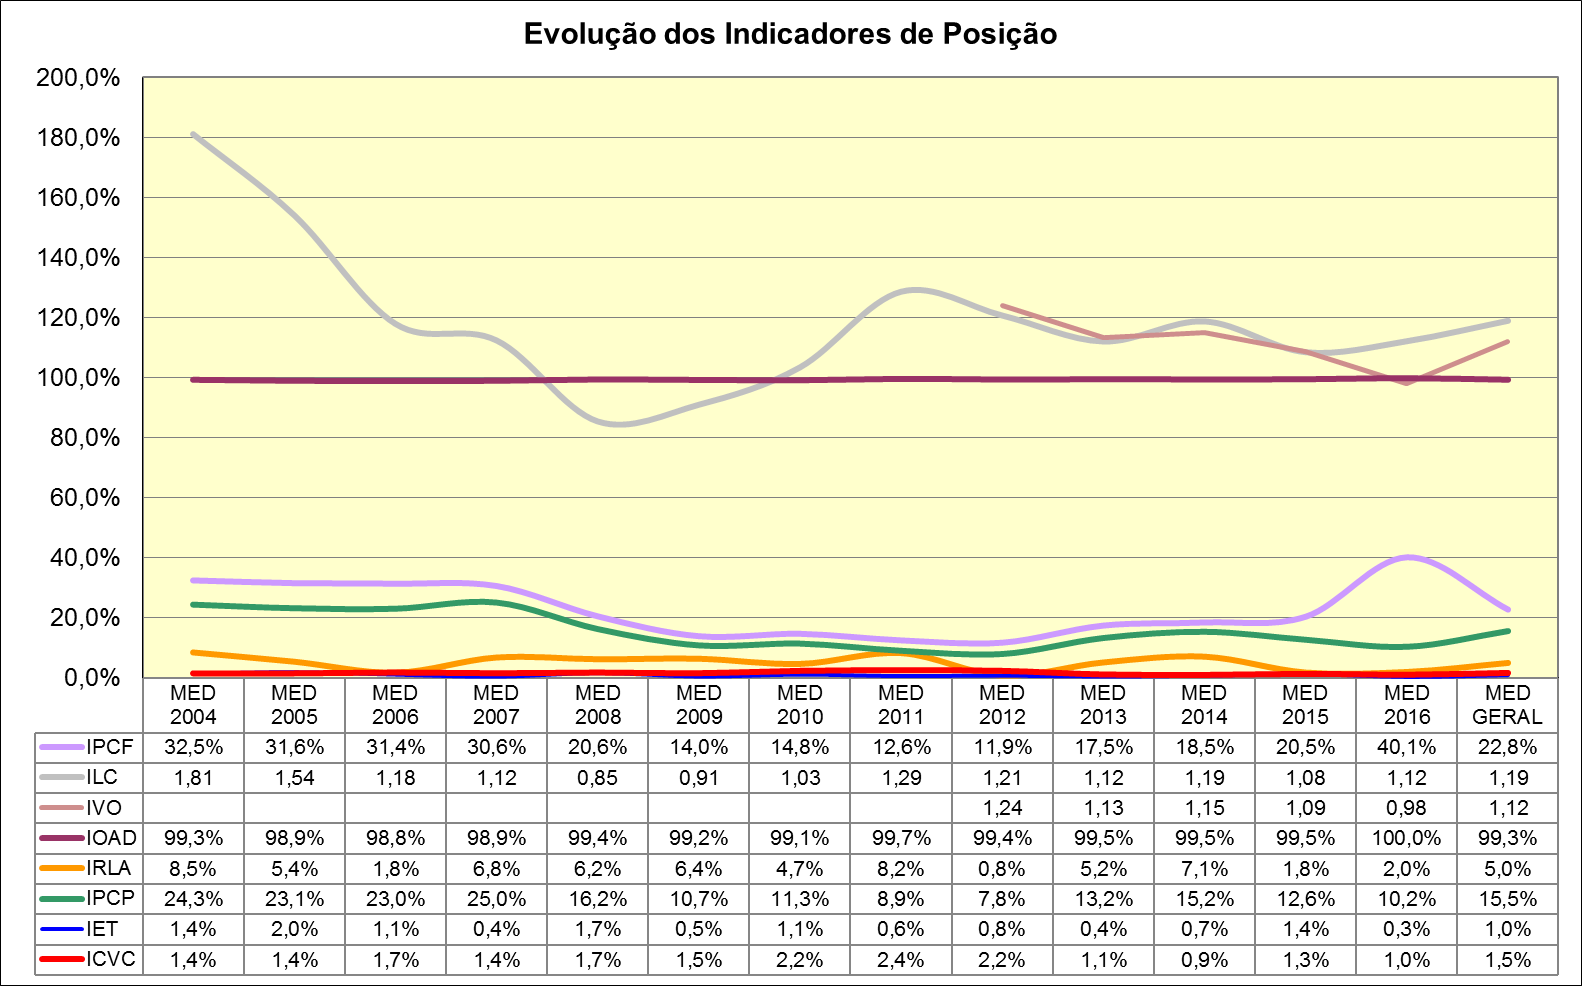 Evolução dos Indicadores de Posição
200,0%
180,0%
160,0%
140,0%
120,0%
100,0%
80,0%
60,0%
40,0%
20,0%
0,0%
MED MED MED MED MED MED MED MED MED MED MED MED MED MED
2004 2005 2006 2007 2008 2009 2010 2011 2012 2013 2014 2015 2016 GERAL
IPCF 32,5% 31,6% 31,4% 30,6% 20,6% 14,0% 14,8% 12,6% 11,9% 17,5% 18,5% 20,5% 40,1% 22,8%
ILC 1,81 1,54 1,18 1,12 0,85 0,91 1,03 1,29 1,21 1,12 1,19 1,08 1,12 1,19
IVO 1,24 1,13 1,15 1,09 0,98 1,12
IOAD 99,3% 98,9% 98,8% 98,9% 99,4% 99,2% 99,1% 99,7% 99,4% 99,5% 99,5% 99,5% 100,0% 99,3%
IRLA 8,5% 5,4% 1,8% 6,8% 6,2% 6,4% 4,7% 8,2% 0,8% 5,2% 7,1% 1,8% 2,0% 5,0%
IPCP 24,3% 23,1% 23,0% 25,0% 16,2% 10,7% 11,3% 8,9% 7,8% 13,2% 15,2% 12,6% 10,2% 15,5%
IET 1,4% 2,0% 1,1% 0,4% 1,7% 0,5% 1,1% 0,6% 0,8% 0,4% 0,7% 1,4% 0,3% 1,0%
ICVC 1,4% 1,4% 1,7% 1,4% 1,7% 1,5% 2,2% 2,4% 2,2% 1,1% 0,9% 1,3% 1,0% 1,5%